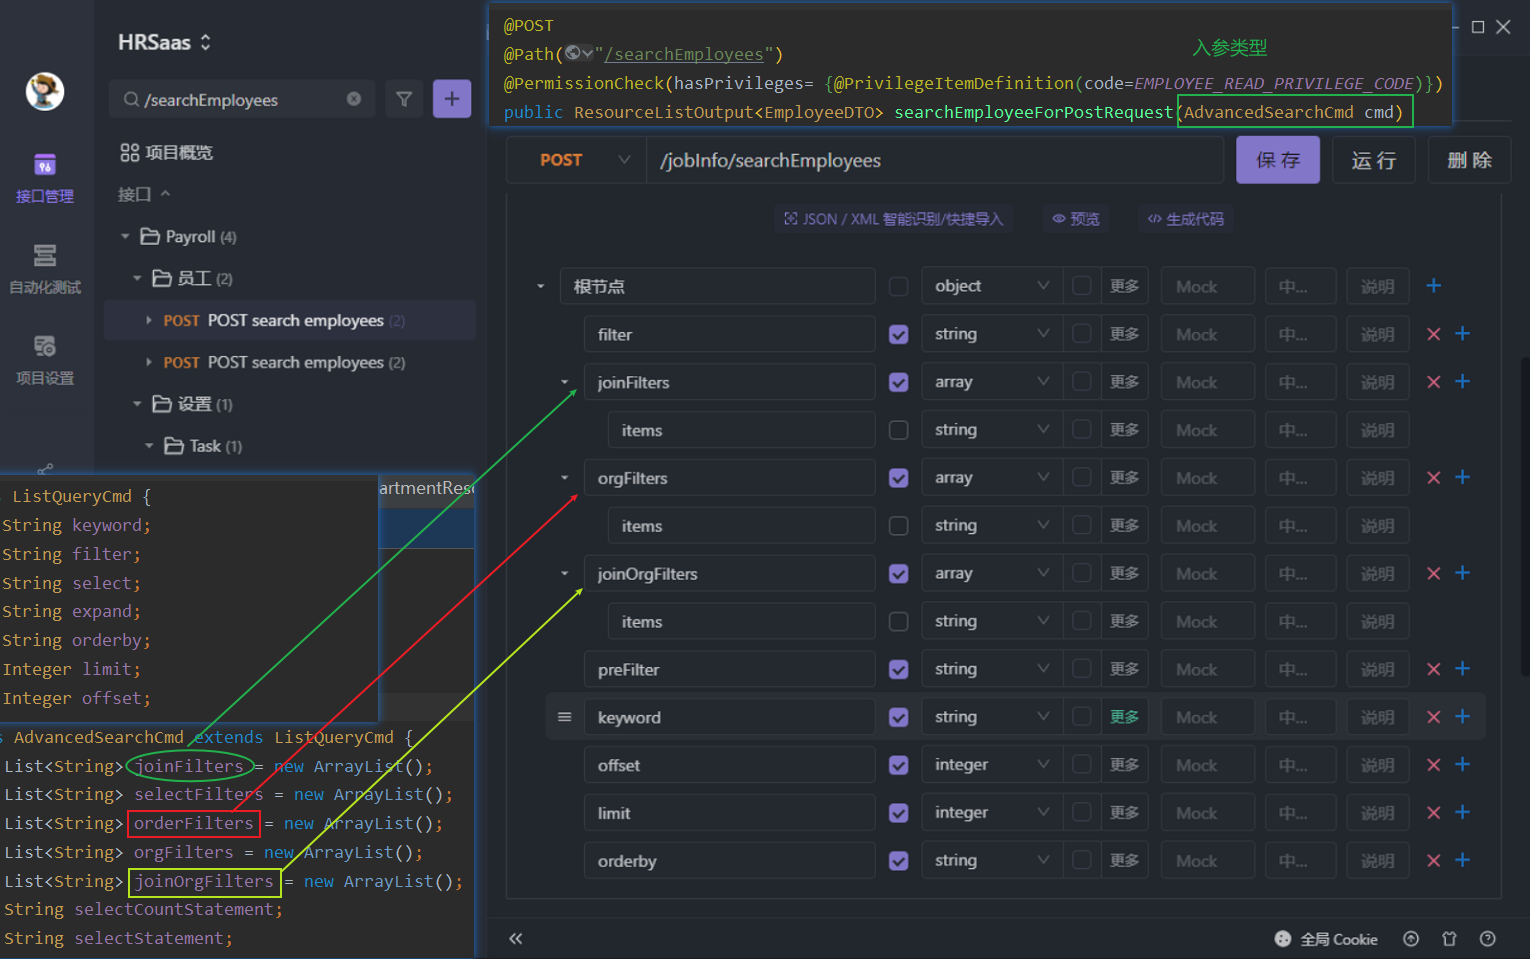 HRSaas
/searchEmployees
项目概览
接口
接口管理
自动化测试
项目设置
Payroll (4)
员工 (2)
POST POST search employees (2)
POST POST search employees (2)
设置 (1)
Task (1)
@POST
@Path("/searchEmployees")
入参类型
@PermissionCheck(hasPrivileges= {@PrivilegeItemDefinition(code=EMPLOYEE_READ_PRIVILEGE_CODE)})
public ResourceListOutput<EmployeeDTO> searchEmployeeForPostRequest(AdvancedSearchCmd cmd)
POST /jobInfo/searchEmployees 保 存 运 行 删 除
JSON / XML 智能识别/快捷导入 预览 生成代码
根节点 object 更多 Mock 中... 说明
filter string 更多 Mock 中... 说明
joinFilters array 更多 Mock 中... 说明
items string 更多 Mock 中... 说明
orgFilters array 更多 Mock 中... 说明
items string 更多 Mock 中... 说明
joinOrgFilters array 更多 Mock 中... 说明
items string 更多 Mock 中... 说明
preFilter string 更多 Mock 中... 说明
keyword string 更多 Mock 中... 说明
offset integer 更多 Mock 中... 说明
limit integer 更多 Mock 中... 说明
orderby string 更多 Mock 中... 说明
artmentReso
ListQueryCmd {
String keyword;
String filter;
String select;
String expand;
String orderby;
Integer limit;
Integer offset;
s AdvancedSearchCmd extends ListQueryCmd {
List<String> joinFilters = new ArrayList();
List<String> selectFilters = new ArrayList();
List<String> orderFilters = new ArrayList();
List<String> orgFilters = new ArrayList();
List<String> joinOrgFilters = new ArrayList();
String selectCountStatement;
String selectStatement;
全局 Cookie